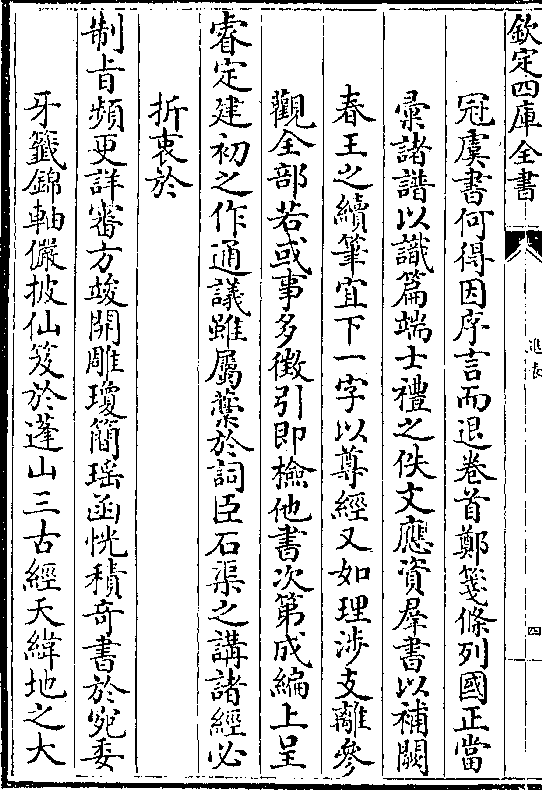 欽定四庫全書
進表
四
冠虞書何得因序言而退卷首鄭箋條列國正當
彚諸譜以識篇端士禮之佚文應資羣書以補闕
春王之續筆宜下一字以尊經又如理渉支離參
觀全部若或事多徴引即檢他書次第成編上呈
睿定建初之作通議雖屬藁於詞臣石渠之講諸經必
折衷於
制旨頻更詳審方竣開雕瓊簡瑶函恍積奇書於宛委
牙籖錦軸儼披仙笈於蓬山三古經天緯地之大